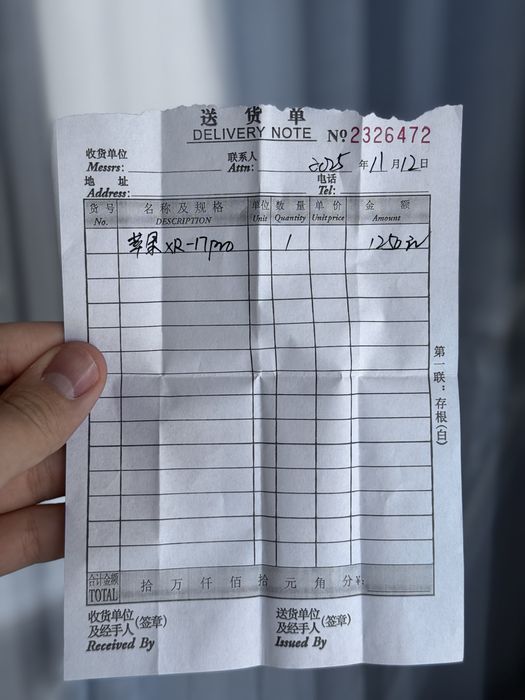 送 货 单
DELIVERY NOTE № 2326472
收货单位
Messrs:
联系人
Attn:
2025 年 11 月 12 日
地 址
Address:
电话
Tel:
货 号 名 称 及 规 格 单位 数 量 单 价 金 额
No. DESCRIPTION Unit Quantity Unit price Amount
苹果 XR-17pro 1 1250元
第一联：存根（白）
合计金额 拾 万 仟 佰 拾 元 角 分 ¥:
TOTAL
收货单位
及经手人 (签章)
Received By
送货单位
及经手人 (签章)
Issued By